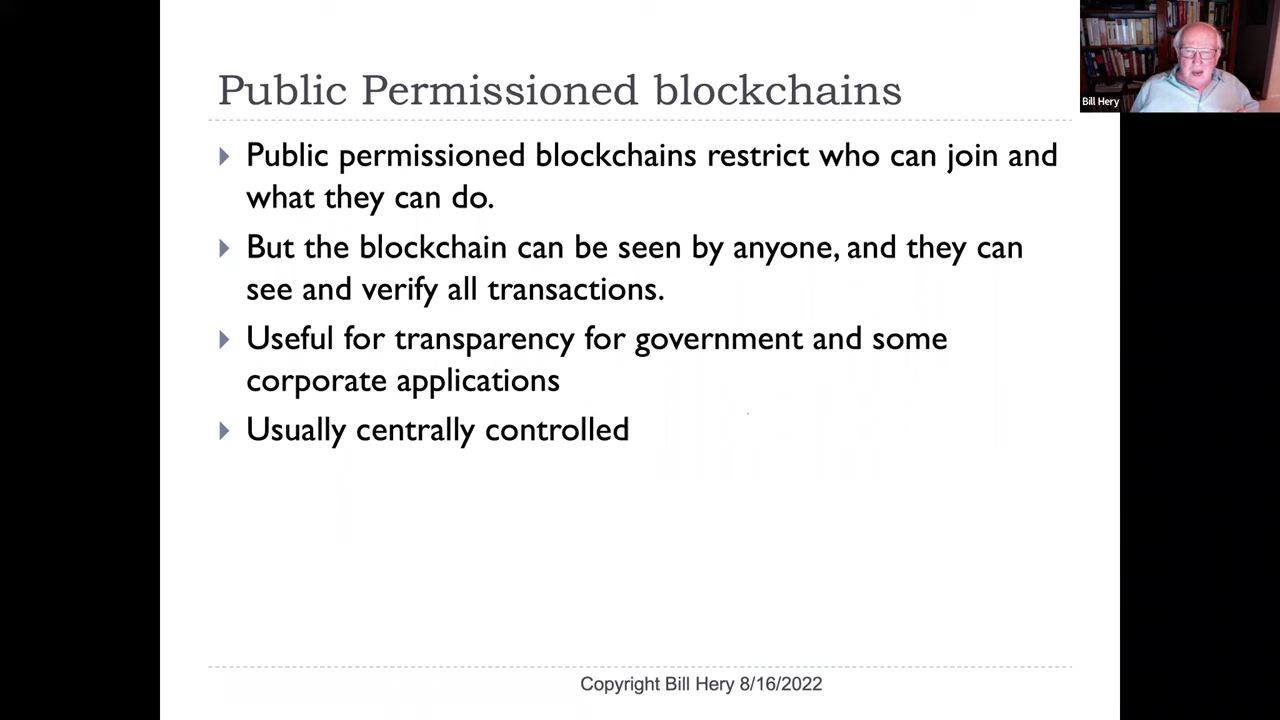 Public Permissioned blockchains
Public permissioned blockchains restrict who can join and
what they can do.
But the blockchain can be seen by anyone, and they can
see and verify all transactions.
Useful for transparency for government and some
corporate applications
Usually centrally controlled
Copyright Bill Hery 8/16/2022
Bill Hery